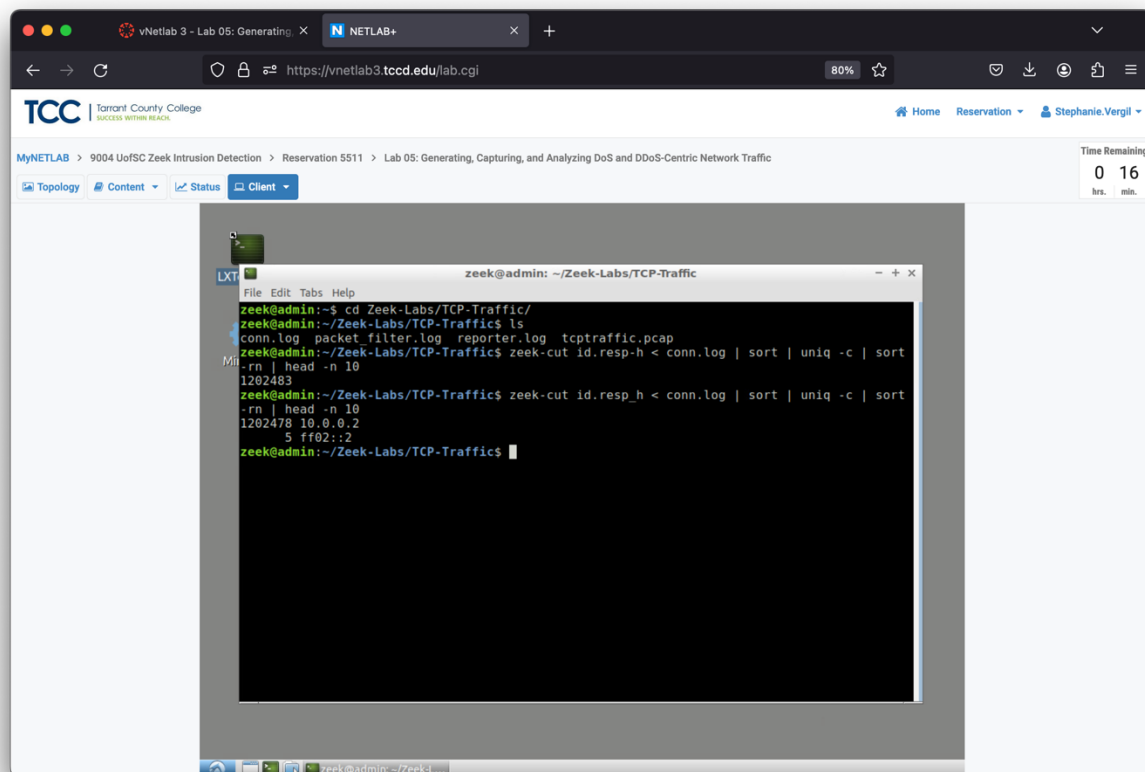 vNetlab 3 - Lab 05: Generating,
NETLAB+
https://vnetlab3.tccd.edu/lab.cgi
80%
TCC
Tarrant County College
SUCCESS WITHIN REACH.
Home
Reservation
Stephanie.Vergil
MyNETLAB > 9004 UofSC Zeek Intrusion Detection > Reservation 5511 > Lab 05: Generating, Capturing, and Analyzing DoS and DDoS-Centric Network Traffic
Time Remaining
0 16
hrs. min.
Topology
Content
Status
Client
LXT
zeek@admin: ~/Zeek-Labs/TCP-Traffic
File Edit Tabs Help
zeek@admin:~$ cd Zeek-Labs/TCP-Traffic/
zeek@admin:~/Zeek-Labs/TCP-Traffic$ ls
conn.log packet_filter.log reporter.log tcptraffic.pcap
zeek@admin:~/Zeek-Labs/TCP-Traffic$ zeek-cut id.resp-h < conn.log | sort | uniq -c | sort
-rn | head -n 10
1202483
zeek@admin:~/Zeek-Labs/TCP-Traffic$ zeek-cut id.resp_h < conn.log | sort | uniq -c | sort
-rn | head -n 10
1202478 10.0.0.2
5 ff02::2
zeek@admin:~/Zeek-Labs/TCP-Traffic$
Mi
zeek@admin: ~/Zeek-L